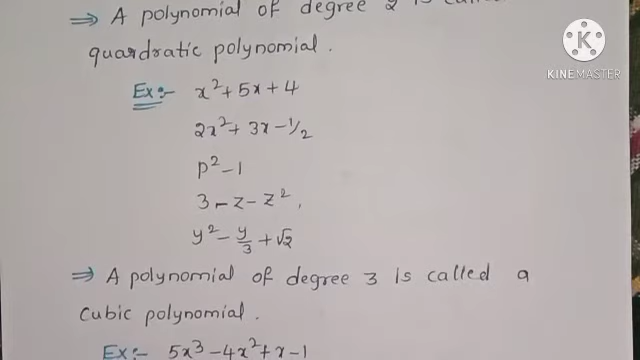 ⇒ A polynomial of degree 2 is called
quardratic polynomial.
Ex:- x² + 5x + 4
2x² + 3x - 1/2
p² - 1
3 - z - z²,
y² - y/3 + √2
⇒ A polynomial of degree 3 is called a
cubic polynomial.
Ex:- 5x³ - 4x² + x - 1
K
KINEMASTER